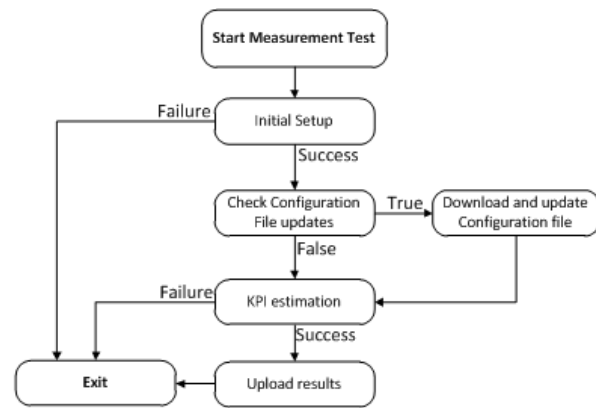 Start Measurement Test
Failure
Initial Setup
Success
Check Configuration
File updates
True
Download and update
Configuration file
False
Failure
KPI estimation
Success
Exit
Upload results